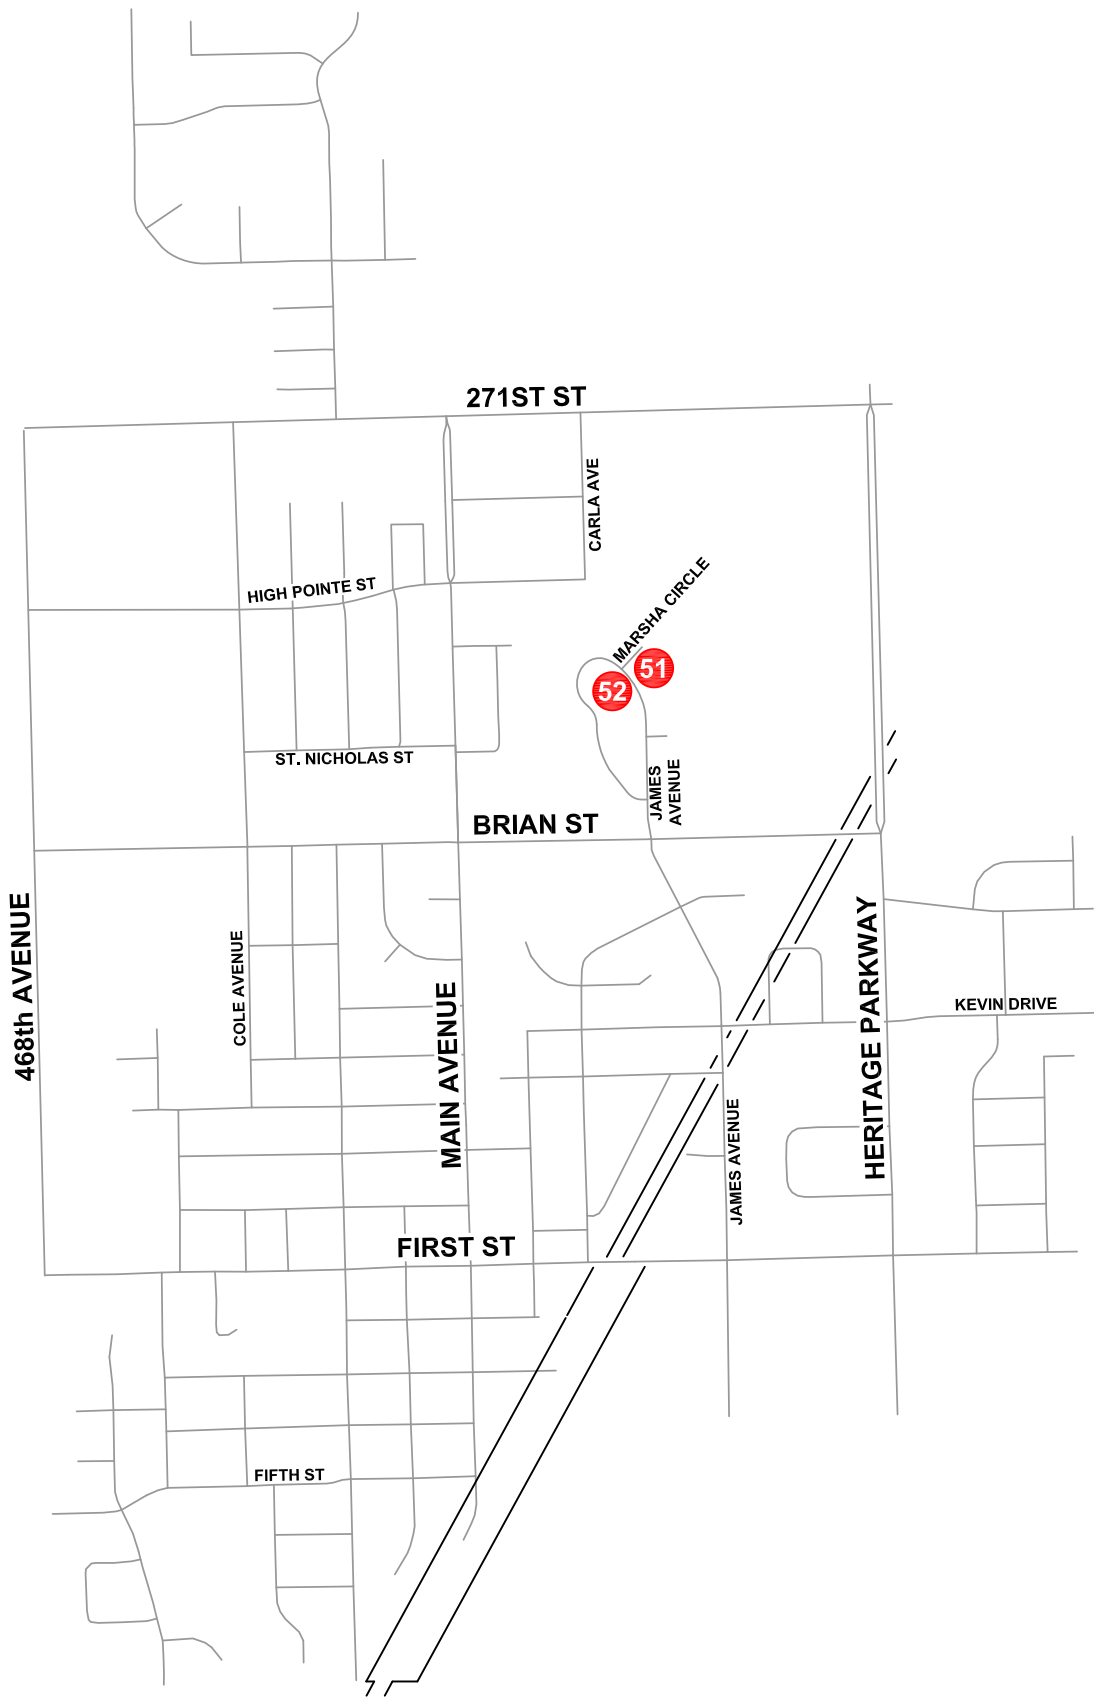 271ST ST
CARLA AVE
HIGH POINTE ST
MARSHA CIRCLE
51
52
ST. NICHOLAS ST
JAMES
AVENUE
BRIAN ST
468th AVENUE
COLE AVENUE
MAIN AVENUE
HERITAGE PARKWAY
KEVIN DRIVE
JAMES AVENUE
FIRST ST
FIFTH ST